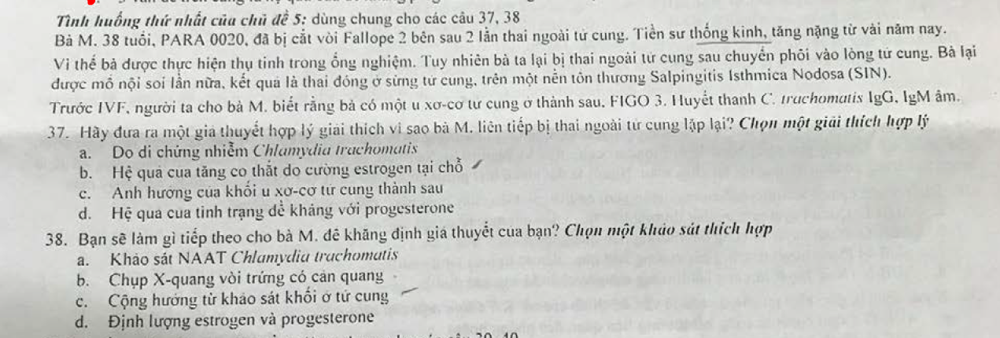 Tình huống thứ nhất của chủ đề 5: dùng chung cho các câu 37, 38
Bà M. 38 tuổi, PARA 0020, đã bị cắt vòi Fallope 2 bên sau 2 lần thai ngoài tử cung. Tiền sử thống kinh, tăng nặng từ vài năm nay.
Vì thế bà được thực hiện thụ tinh trong ống nghiệm. Tuy nhiên bà ta lại bị thai ngoài tử cung sau chuyển phôi vào lòng tử cung. Bà lại
được mổ nội soi lần nữa, kết quả là thai đóng ở sừng tử cung, trên một nền tổn thương Salpingitis Isthmica Nodosa (SIN).
Trước IVF, người ta cho bà M. biết rằng bà có một u xơ-cơ tử cung ở thành sau, FIGO 3. Huyết thanh C. trachomatis IgG, IgM âm.
37. Hãy đưa ra một giả thuyết hợp lý giải thích vì sao bà M. liên tiếp bị thai ngoài tử cung lặp lại? Chọn một giải thích hợp lý
a. Do di chứng nhiễm Chlamydia trachomatis
b. Hệ quả của tăng co thắt do cường estrogen tại chỗ
c. Ảnh hưởng của khối u xơ-cơ tử cung thành sau
d. Hệ quả của tình trạng đề kháng với progesterone
38. Bạn sẽ làm gì tiếp theo cho bà M. để khẳng định giả thuyết của bạn? Chọn một khảo sát thích hợp
a. Khảo sát NAAT Chlamydia trachomatis
b. Chụp X-quang vòi trứng có cản quang
c. Cộng hưởng từ khảo sát khối ở tử cung
d. Định lượng estrogen và progesterone